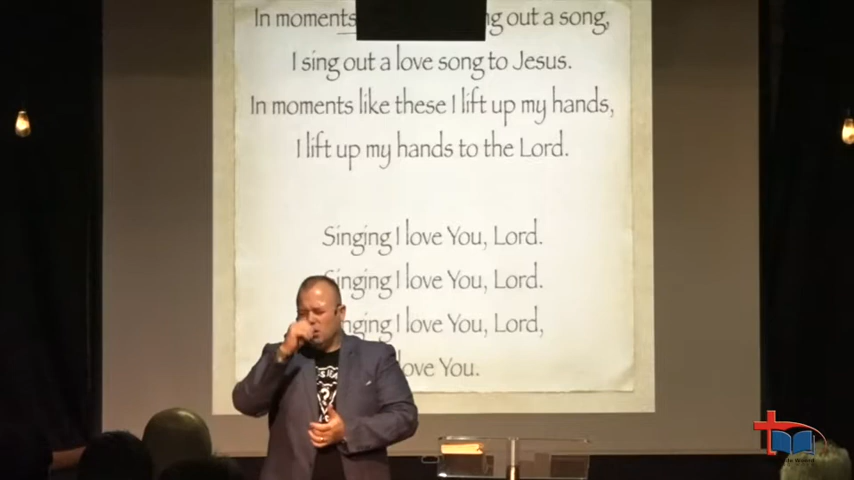 In moments g out a song,
I sing out a love song to Jesus.
In moments like these I lift up my hands,
I lift up my hands to the Lord.
Singing I love You, Lord.
Singing I love You, Lord.
nging I love You, Lord,
love You.